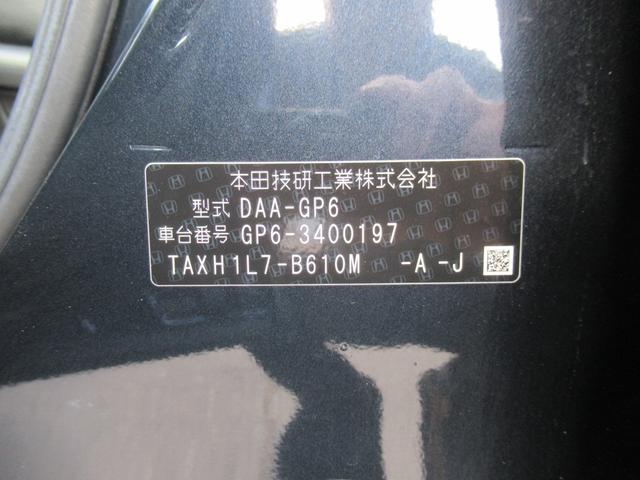 本田技研工業株式会社
型式 DAA-GP6
車台番号 GP6-3400197
TAXH1L7-B610M -A -J